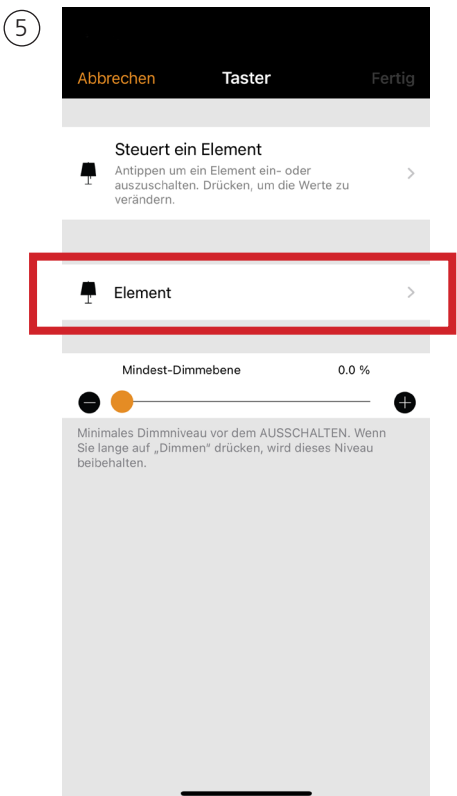 5
Abbrechen Taster Fertig
Steuert ein Element
Antippen um ein Element ein- oder
auszuschalten. Drücken, um die Werte zu
verändern.
Element
Mindest-Dimmebene 0.0 %
Minimales Dimmniveau vor dem AUSSCHALTEN. Wenn
Sie lange auf „Dimmen“ drücken, wird dieses Niveau
beibehalten.